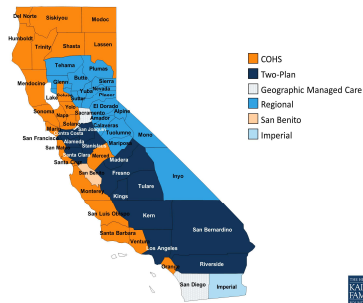 Del Norte
Siskiyou
Modoc
Humboldt
Trinity
Shasta
Lassen
Tehama
Plumas
Mendocino
Glenn
Butte
Sierra
Nevada
Yuba
Lake
Sutter
Placer
Yolo
El Dorado
Sonoma
Napa
Sacramento
Alpine
Amador
Solano
Calaveras
Marin
San Joaquin
Contra Costa
Tuolumne
Mono
San Francisco
Alameda
Stanislaus
Mariposa
San Ma
Santa Clara
Merced
Santa C
Madera
San Benito
Fresno
Inyo
Monterey
Tulare
Kings
San Luis Obispo
Kern
San Bernardino
Santa Barbara
Ventura
Los Angeles
Orange
Riverside
San Diego
Imperial
COHS
Two-Plan
Geographic Managed Care
Regional
San Benito
Imperial